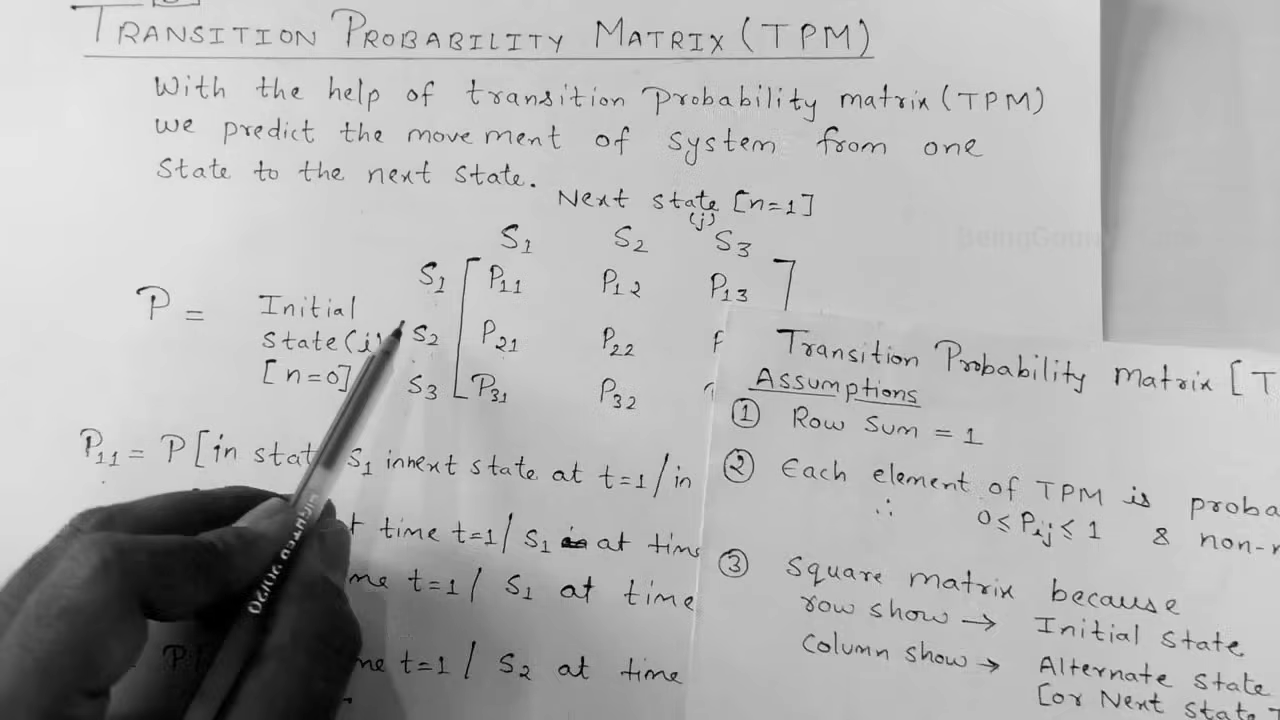 TRANSITION PROBABILITY MATRIX (TPM)
With the help of transition probability matrix (TPM)
we predict the movement of system from one
State to the next state.
Next state [n=1]
(j)
S1 S2 S3
S1 P11 P12 P13
P = Initial
State (i) S2 P21 P22
[n=0] S3 P31 P32
P11 = P[in stat S1 in next state at t=1/in
t time t=1/ S1 at time
me t=1/ S1 at time
me t=1/ S2 at time
Transition Probability Matrix [T
Assumptions
① Row Sum = 1
② Each element of TPM is proba
∴ 0≤Pij≤1 & non-n
③ Square matrix because
row show → Initial state
Column show → Alternate state
[or Next State]